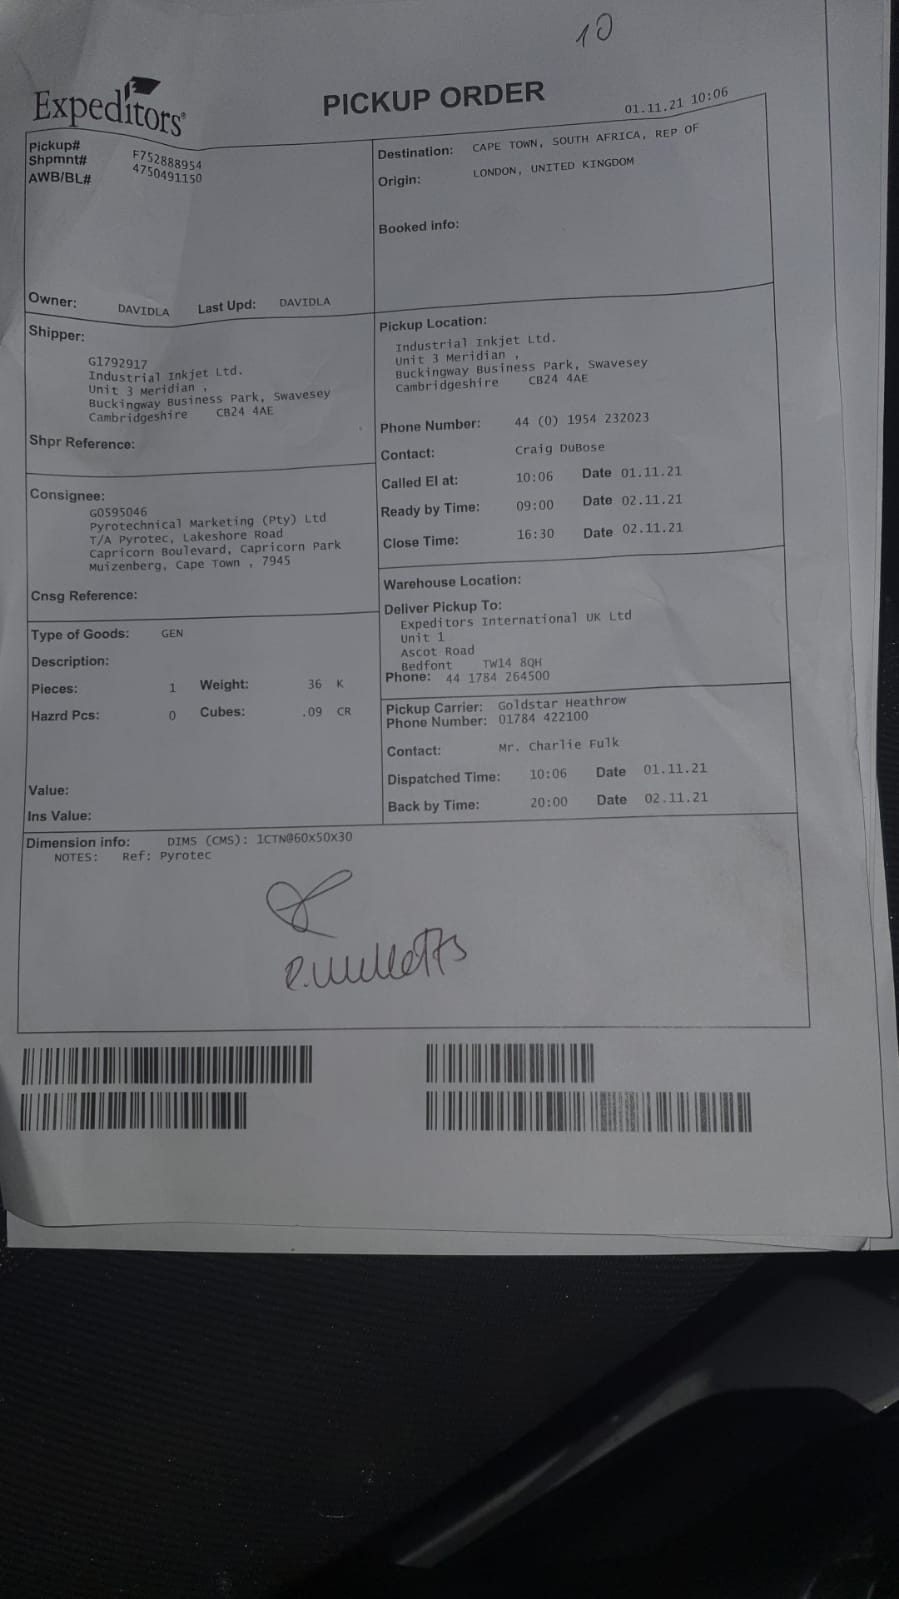 10
Expeditors®
PICKUP ORDER
01.11.21 10:06
Pickup# F752888954
Shpmnt# 4750491150
AWB/BL#
Owner: DAVIDLA Last Upd: DAVIDLA
Destination: CAPE TOWN, SOUTH AFRICA, REP OF
Origin: LONDON, UNITED KINGDOM
Booked info:
Shipper:
G1792917
Industrial Inkjet Ltd.
Unit 3 Meridian ,
Buckingway Business Park, Swavesey
Cambridgeshire CB24 4AE
Shpr Reference:
Pickup Location:
Industrial Inkjet Ltd.
Unit 3 Meridian ,
Buckingway Business Park, Swavesey
Cambridgeshire CB24 4AE
Phone Number: 44 (0) 1954 232023
Contact: Craig DuBose
Called EI at: 10:06 Date 01.11.21
Ready by Time: 09:00 Date 02.11.21
Close Time: 16:30 Date 02.11.21
Consignee:
G0595046
Pyrotechnical Marketing (Pty) Ltd
T/A Pyrotec, Lakeshore Road
Capricorn Boulevard, Capricorn Park
Muizenberg, Cape Town , 7945
Cnsg Reference:
Warehouse Location:
Deliver Pickup To:
Expeditors International UK Ltd
Unit 1
Ascot Road
Bedfont TW14 8QH
Phone: 44 1784 264500
Type of Goods: GEN
Description:
Pieces: 1 Weight: 36 K
Hazrd Pcs: 0 Cubes: .09 CR
Value:
Ins Value:
Pickup Carrier: Goldstar Heathrow
Phone Number: 01784 422100
Contact: Mr. Charlie Fulk
Dispatched Time: 10:06 Date 01.11.21
Back by Time: 20:00 Date 02.11.21
Dimension info: DIMS (CMS): 1CTN@60X50X30
NOTES: Ref: Pyrotec